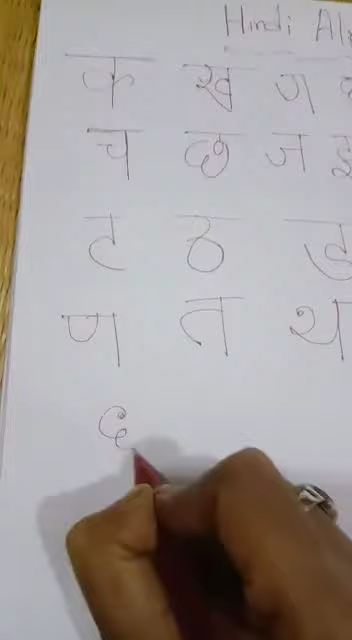 Hindi
क ख ग
च छ ज
ट ठ ड
ण त थ